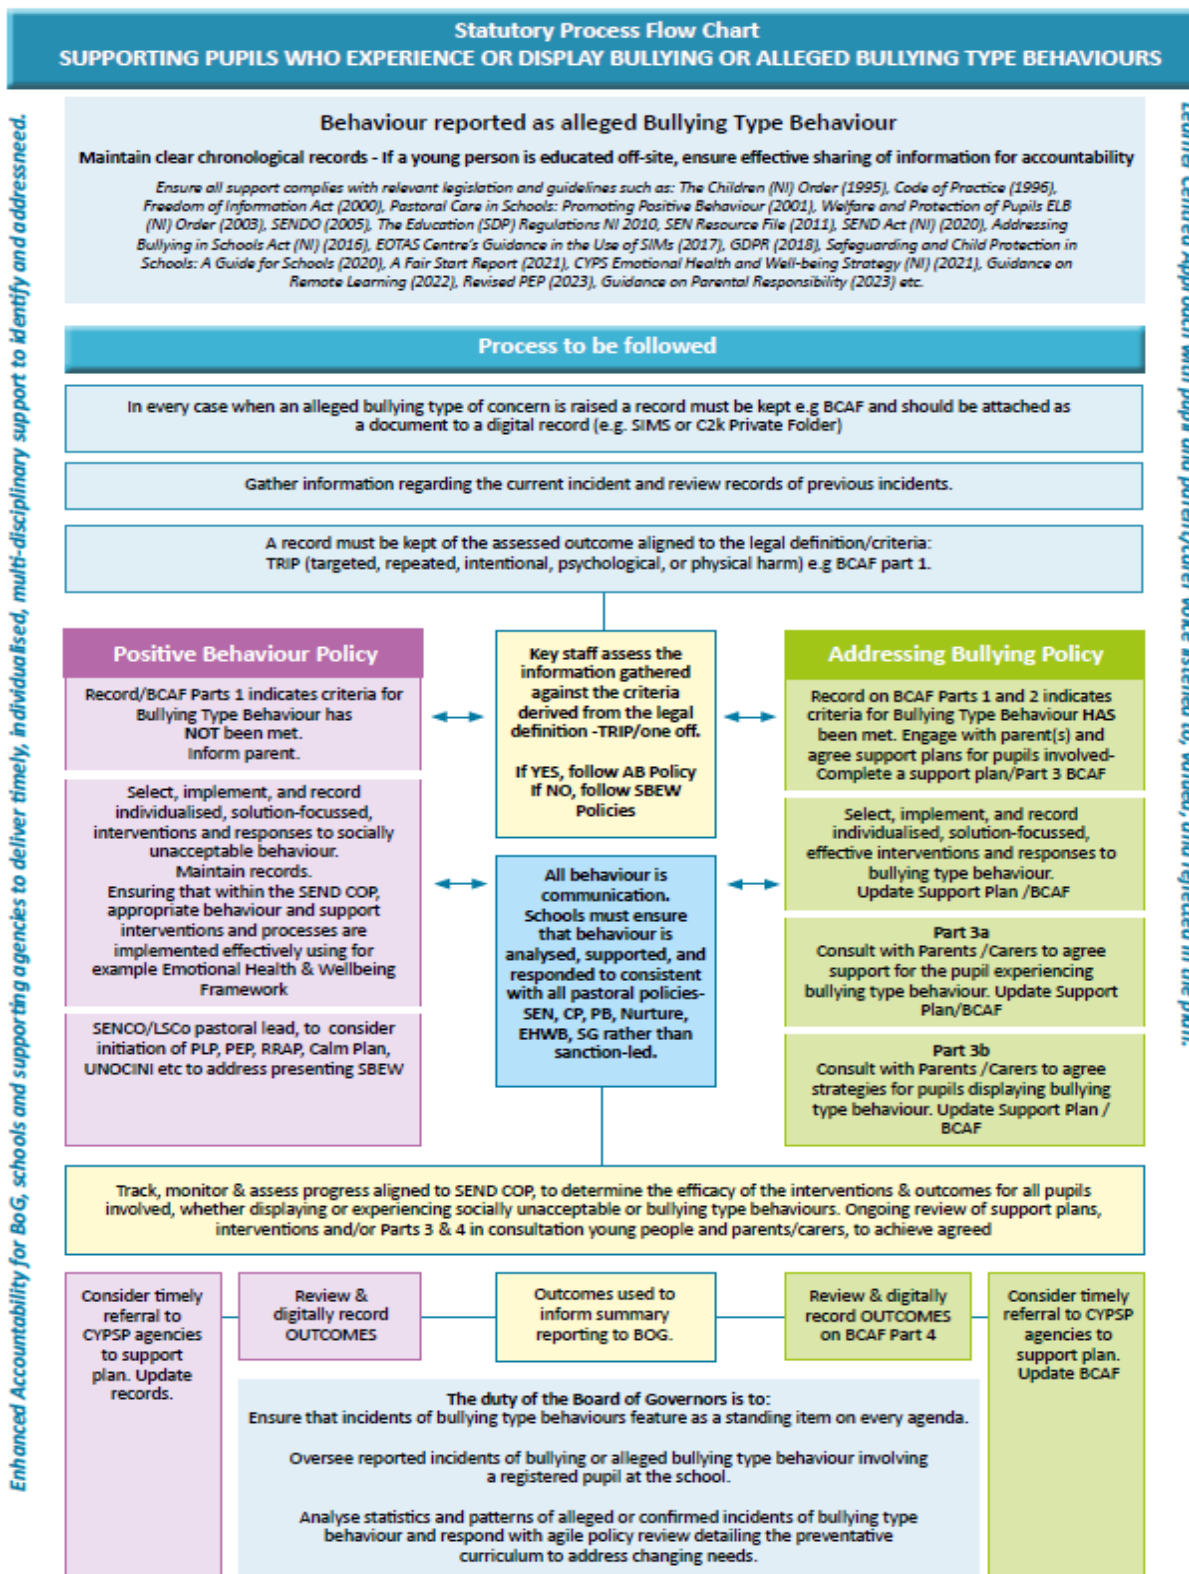 Statutory Process Flow Chart
SUPPORTING PUPILS WHO EXPERIENCE OR DISPLAY BULLYING OR ALLEGED BULLYING TYPE BEHAVIOURS
Enhanced Accountability for BoG, schools and supporting agencies to deliver timely, individualised, multi-disciplinary support to identify and addressneed.
Learner Centred Approach with pupil and parent/carer voice listened to, valued, and reflected in the plan.
Behaviour reported as alleged Bullying Type Behaviour
Maintain clear chronological records - If a young person is educated off-site, ensure effective sharing of information for accountability
Ensure all support complies with relevant legislation and guidelines such as: The Children (NI) Order (1995), Code of Practice (1996),
Freedom of Information Act (2000), Pastoral Care in Schools: Promoting Positive Behaviour (2001), Welfare and Protection of Pupils ELB
(NI) Order (2003), SENDO (2005), The Education (SDP) Regulations NI 2010, SEN Resource File (2011), SEND Act (NI) (2020), Addressing
Bullying in Schools Act (NI) (2016), EOTAS Centre's Guidance in the Use of SIMs (2017), GDPR (2018), Safeguarding and Child Protection in
Schools: A Guide for Schools (2020), A Fair Start Report (2021), CYPS Emotional Health and Well-being Strategy (NI) (2021), Guidance on
Remote Learning (2022), Revised PEP (2023), Guidance on Parental Responsibility (2023) etc.
Process to be followed
In every case when an alleged bullying type of concern is raised a record must be kept e.g BCAF and should be attached as
a document to a digital record (e.g. SIMS or C2k Private Folder)
Gather information regarding the current incident and review records of previous incidents.
A record must be kept of the assessed outcome aligned to the legal definition/criteria:
TRIP (targeted, repeated, intentional, psychological, or physical harm) e.g BCAF part 1.
Positive Behaviour Policy
Record/BCAF Parts 1 indicates criteria for
Bullying Type Behaviour has
NOT been met.
Inform parent.
Select, implement, and record
individualised, solution-focussed,
interventions and responses to socially
unacceptable behaviour.
Maintain records.
Ensuring that within the SEND COP,
appropriate behaviour and support
interventions and processes are
implemented effectively using for
example Emotional Health & Wellbeing
Framework
SENCO/LSCo pastoral lead, to consider
initiation of PLP, PEP, RRAP, Calm Plan,
UNOCINI etc to address presenting SBEW
Key staff assess the
information gathered
against the criteria
derived from the legal
definition -TRIP/one off.
If YES, follow AB Policy
If NO, follow SBEW
Policies
All behaviour is
communication.
Schools must ensure
that behaviour is
analysed, supported, and
responded to consistent
with all pastoral policies-
SEN, CP, PB, Nurture,
EHWB, SG rather than
sanction-led.
Addressing Bullying Policy
Record on BCAF Parts 1 and 2 indicates
criteria for Bullying Type Behaviour HAS
been met. Engage with parent(s) and
agree support plans for pupils involved-
Complete a support plan/Part 3 BCAF
Select, implement, and record
individualised, solution-focussed,
effective interventions and responses to
bullying type behaviour.
Update Support Plan /BCAF
Part 3a
Consult with Parents /Carers to agree
support for the pupil experiencing
bullying type behaviour. Update Support
Plan/BCAF
Part 3b
Consult with Parents /Carers to agree
strategies for pupils displaying bullying
type behaviour. Update Support Plan /
BCAF
Track, monitor & assess progress aligned to SEND COP, to determine the efficacy of the interventions & outcomes for all pupils
involved, whether displaying or experiencing socially unacceptable or bullying type behaviours. Ongoing review of support plans,
interventions and/or Parts 3 & 4 in consultation young people and parents/carers, to achieve agreed
Consider timely
referral to
CYPSP agencies
to support
plan. Update
records.
Review &
digitally record
OUTCOMES
Outcomes used to
inform summary
reporting to BOG.
Review & digitally
record OUTCOMES
on BCAF Part 4
Consider timely
referral to CYPSP
agencies to
support plan.
Update BCAF
The duty of the Board of Governors is to:
Ensure that incidents of bullying type behaviours feature as a standing item on every agenda.
Oversee reported incidents of bullying or alleged bullying type behaviour involving
a registered pupil at the school.
Analyse statistics and patterns of alleged or confirmed incidents of bullying type
behaviour and respond with agile policy review detailing the preventative
curriculum to address changing needs.